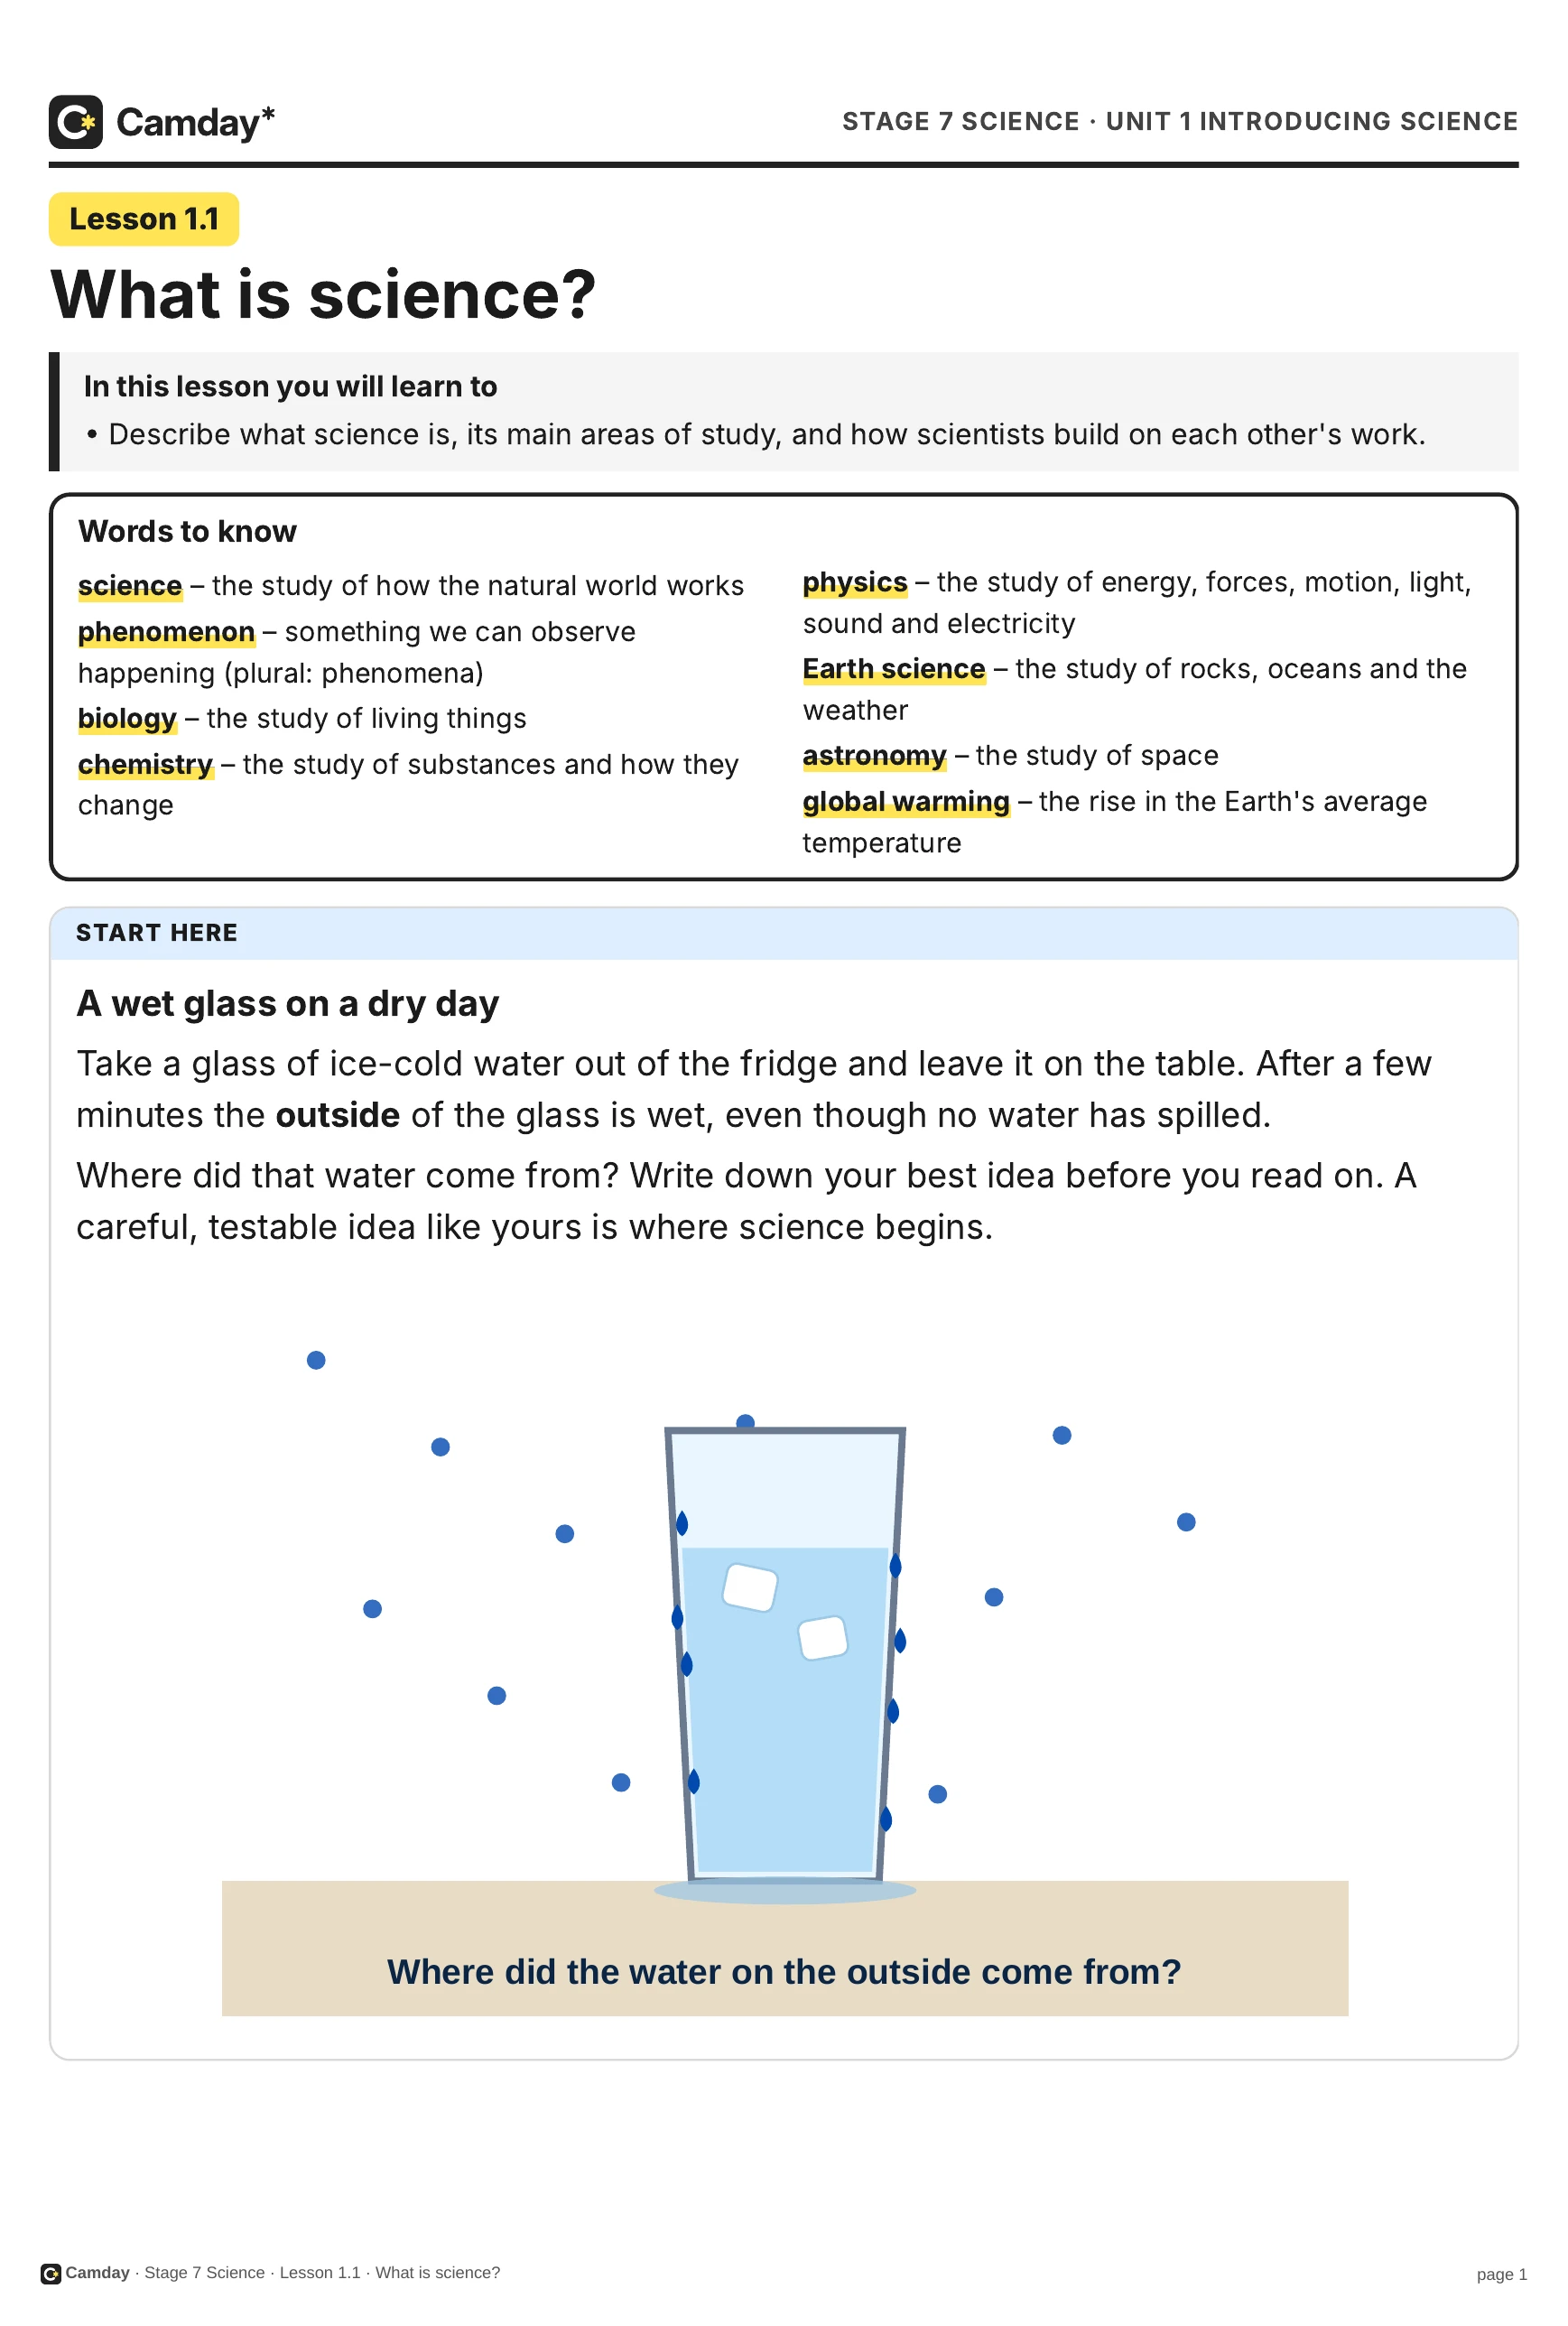 Camday*
STAGE 7 SCIENCE · UNIT 1 INTRODUCING SCIENCE
Lesson 1.1
What is science?
In this lesson you will learn to
• Describe what science is, its main areas of study, and how scientists build on each other's work.
Words to know
science – the study of how the natural world works
phenomenon – something we can observe
happening (plural: phenomena)
biology – the study of living things
chemistry – the study of substances and how they
change
physics – the study of energy, forces, motion, light,
sound and electricity
Earth science – the study of rocks, oceans and the
weather
astronomy – the study of space
global warming – the rise in the Earth's average
temperature
START HERE
A wet glass on a dry day
Take a glass of ice-cold water out of the fridge and leave it on the table. After a few
minutes the outside of the glass is wet, even though no water has spilled.
Where did that water come from? Write down your best idea before you read on. A
careful, testable idea like yours is where science begins.
Where did the water on the outside come from?
Camday · Stage 7 Science · Lesson 1.1 · What is science?
page 1